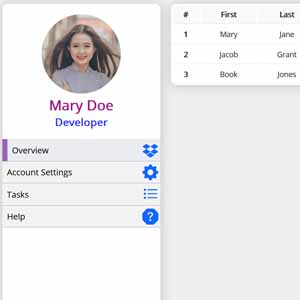 Mary Doe
Developer
Overview
Account Settings
Tasks
Help
# First Last
1 Mary Jane
2 Jacob Grant
3 Book Jones